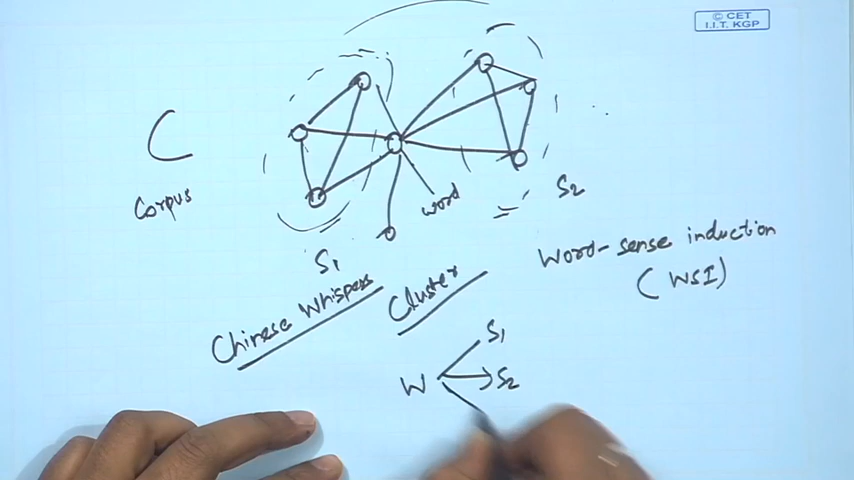 © CET
I.I.T. KGP
C
Corpus
word
S2
S1
Word-sense induction
(WSI)
Chinese Whispers
Cluster
W
S1
S2